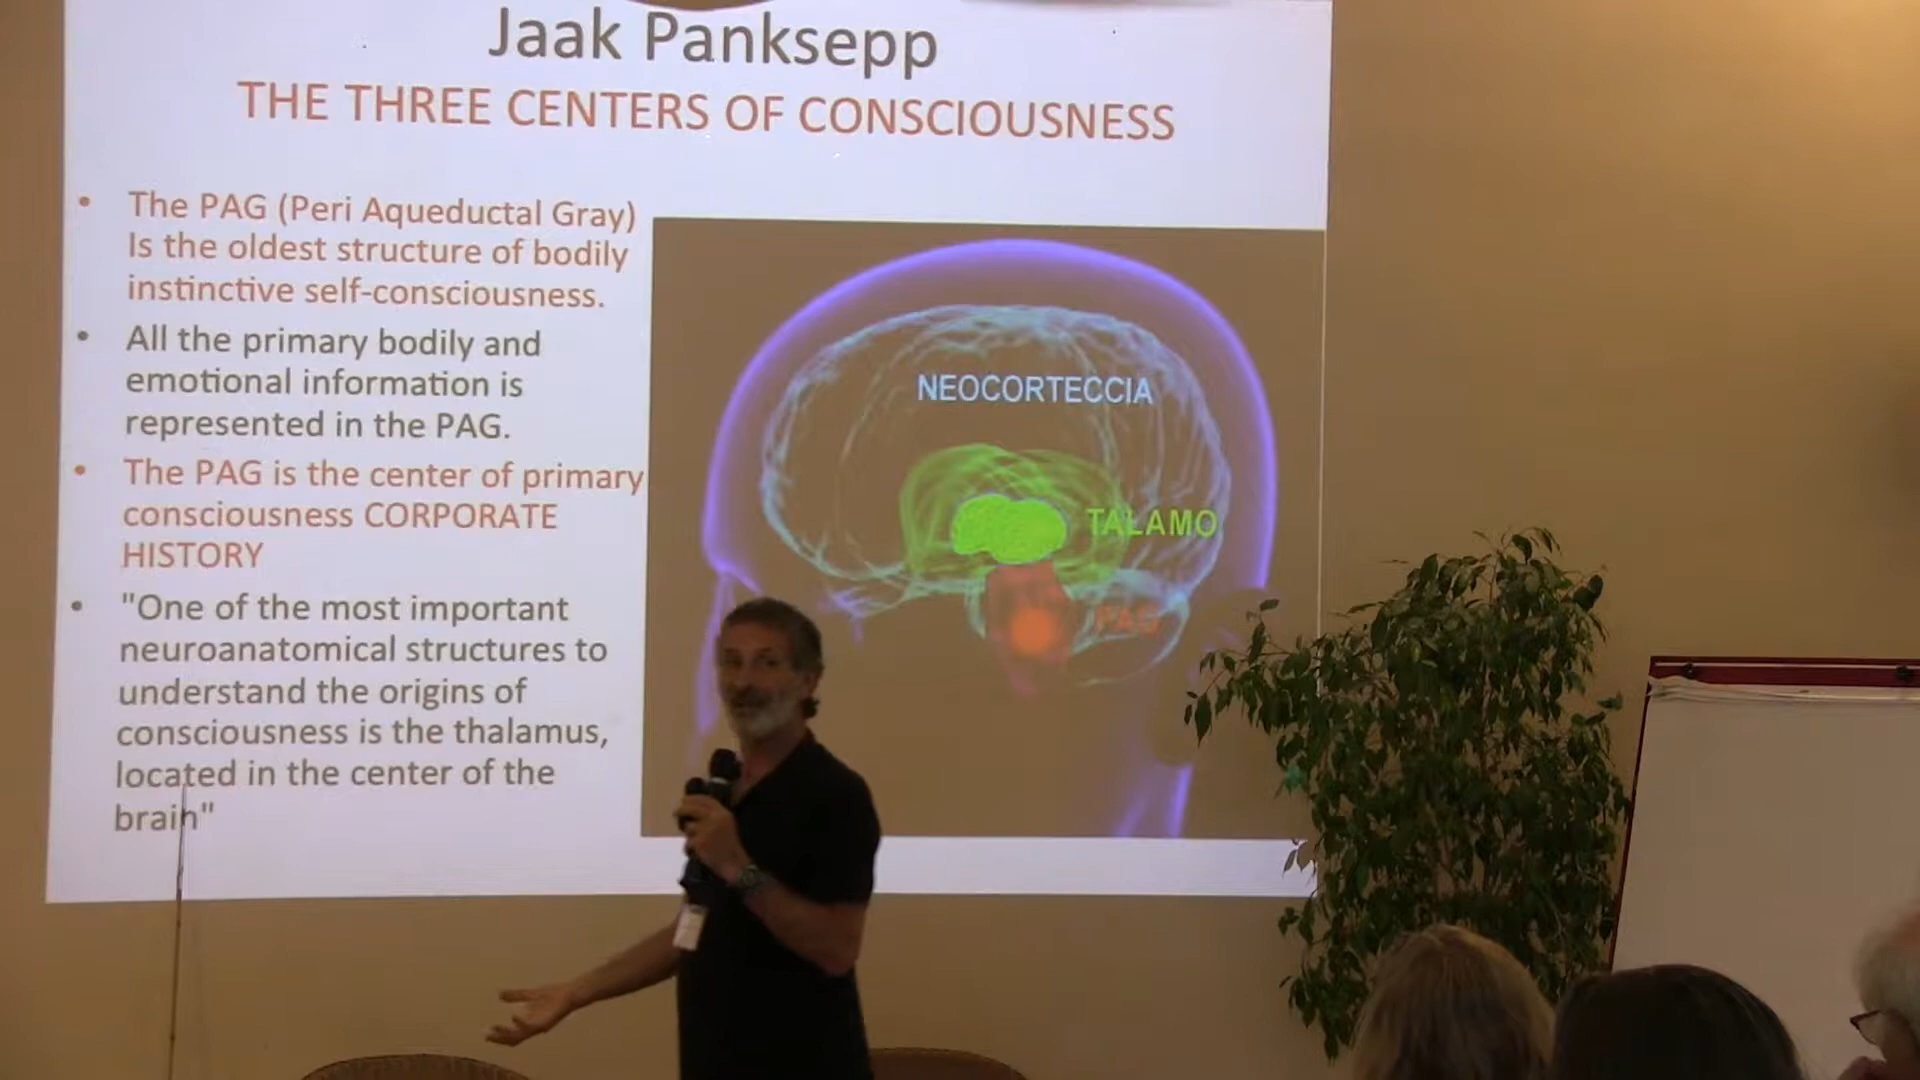 Jaak Panksepp
THE THREE CENTERS OF CONSCIOUSNESS
• The PAG (Peri Aqueductal Gray)
Is the oldest structure of bodily
instinctive self-consciousness.
• All the primary bodily and
emotional information is
represented in the PAG.
• The PAG is the center of primary
consciousness CORPORATE
HISTORY
• "One of the most important
neuroanatomical structures to
understand the origins of
consciousness is the thalamus,
located in the center of the
brain"
NEOCORTECCIA
TALAMO
PAG